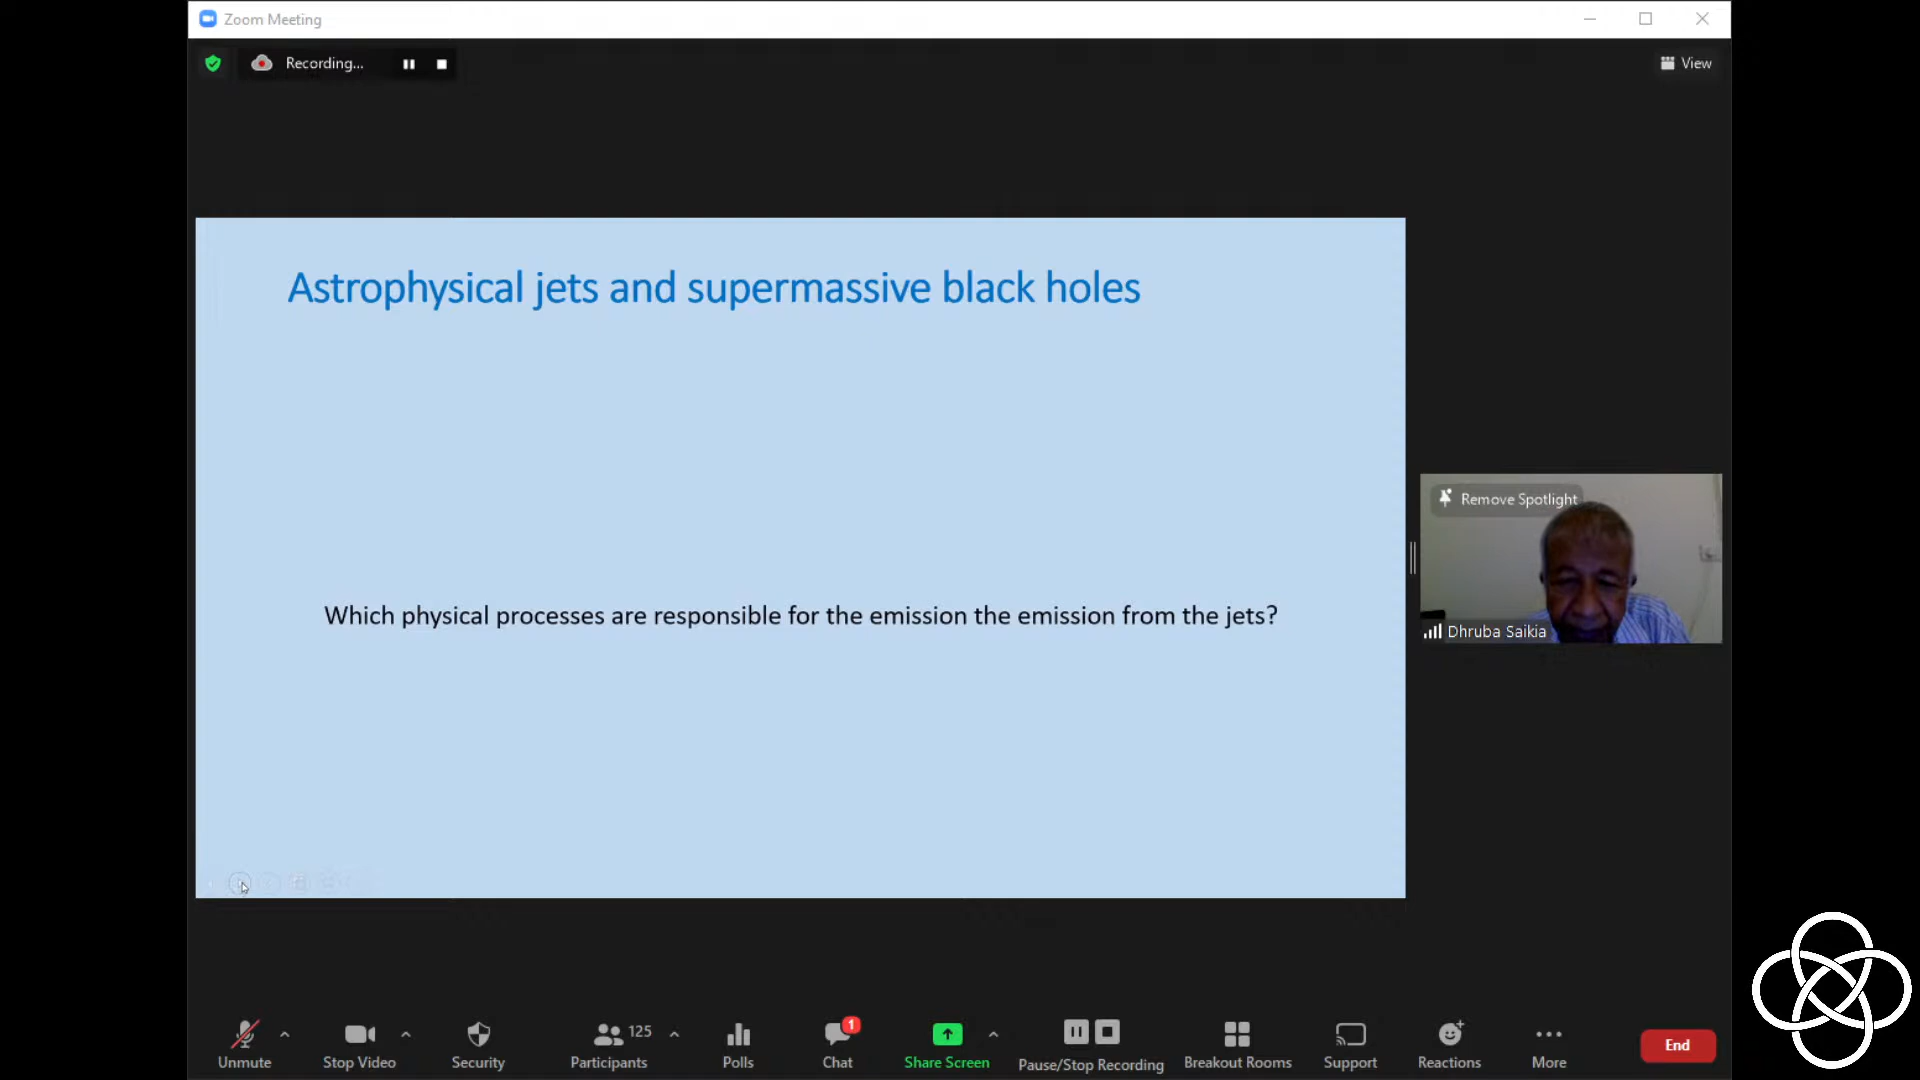 Zoom Meeting
Recording...
View
Astrophysical jets and supermassive black holes
Which physical processes are responsible for the emission the emission from the jets?
Remove Spotlight
Dhruba Saikia
Unmute
Stop Video
Security
125
Participants
Polls
1
Chat
Share Screen
Pause/Stop Recording
Breakout Rooms
Support
Reactions
More
End